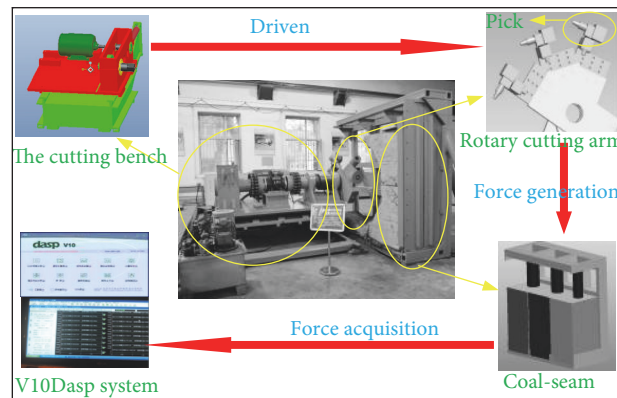 Driven
Pick
The cutting bench
Rotary cutting arm
Force generation
dasp V10
Force acquisition
V10Dasp system
Coal-seam